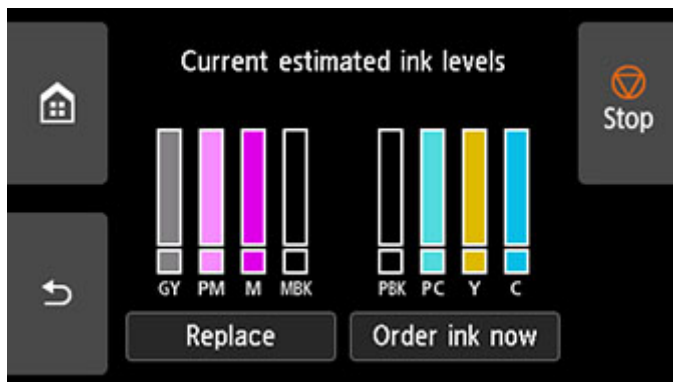 Current estimated ink levels
Stop
GY PM M MBK PBK PC Y C
Replace
Order ink now